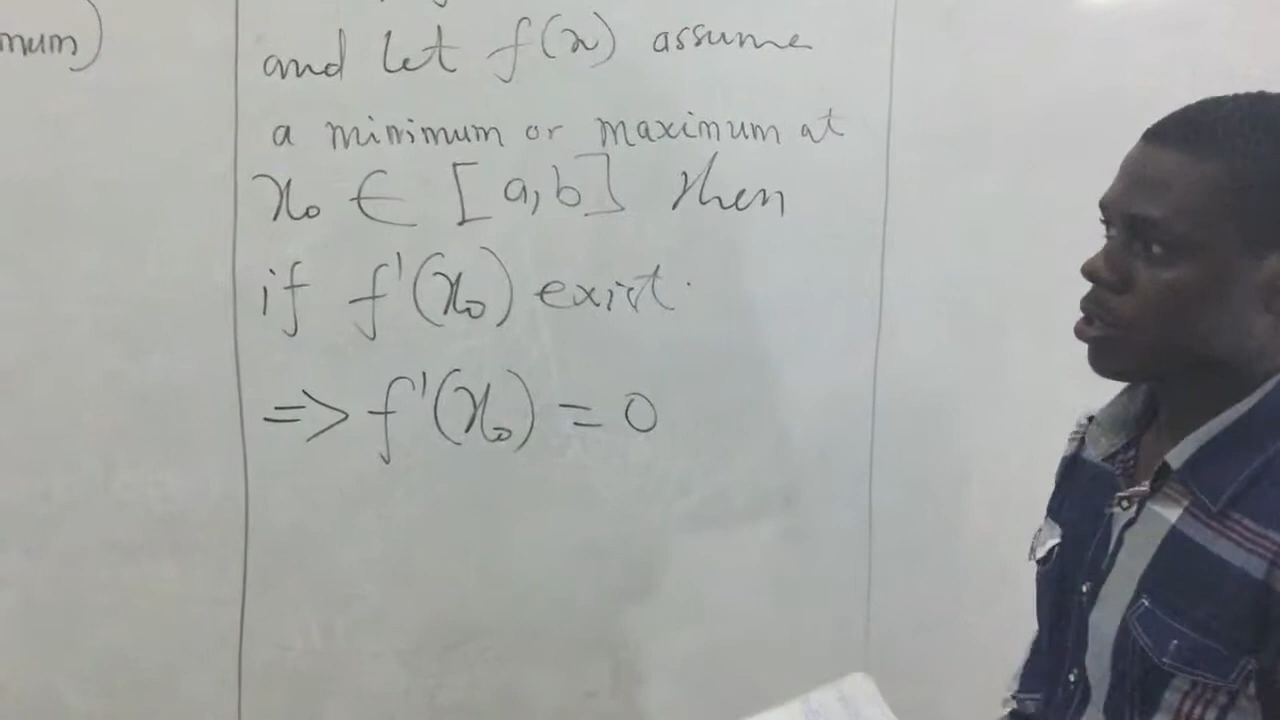 mum)
and let f(x) assume
a minimum or maximum at
x₀ ∈ [a,b] then
if f'(x₀) exist.
=> f'(x₀) = 0